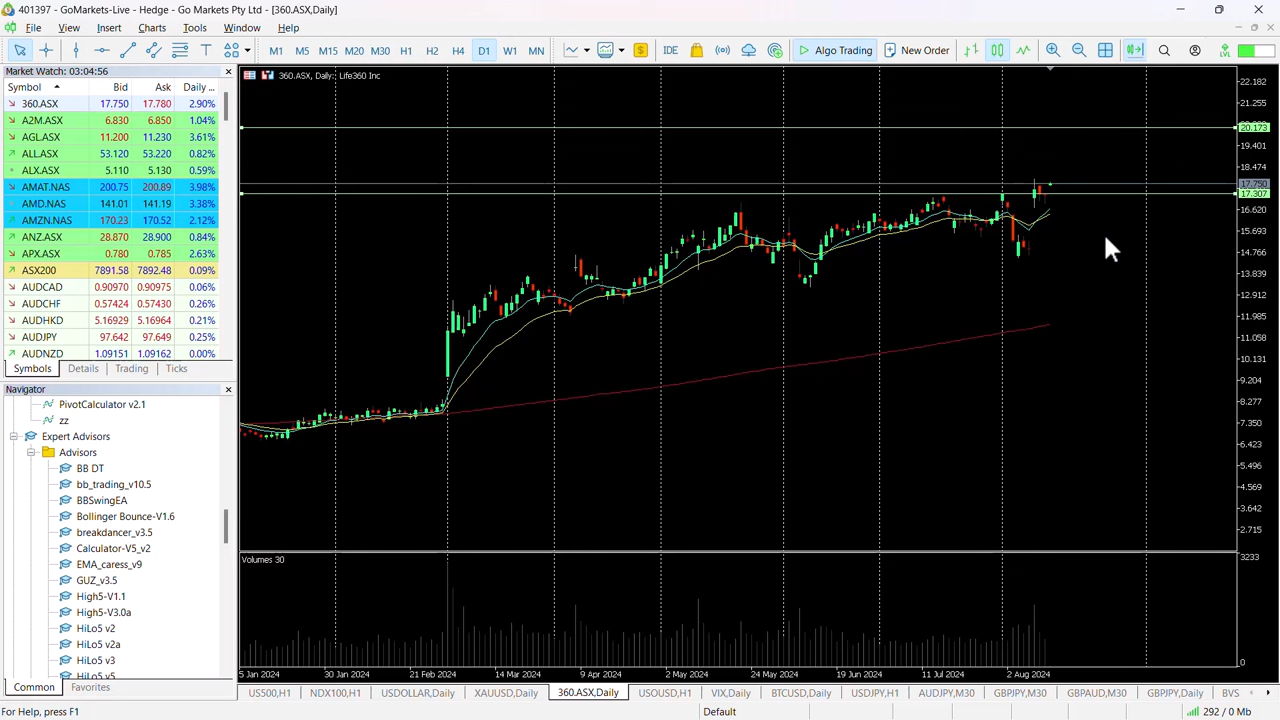 401397 - GoMarkets-Live - Hedge - Go Markets Pty Ltd - [360.ASX,Daily]
File View Insert Charts Tools Window Help
M1 M5 M15 M20 M30 H1 H2 H4 D1 W1 MN IDE Algo Trading New Order LVL
Market Watch: 03:04:56
Symbol Bid Ask Daily ...
360.ASX 17.750 17.780 2.90%
A2M.ASX 6.830 6.850 1.04%
AGL.ASX 11.200 11.230 3.61%
ALL.ASX 53.120 53.220 0.82%
ALX.ASX 5.110 5.130 0.59%
AMAT.NAS 200.75 200.89 3.98%
AMD.NAS 141.01 141.19 3.38%
AMZN.NAS 170.23 170.52 2.12%
ANZ.ASX 28.870 28.900 0.84%
APX.ASX 0.780 0.785 2.63%
ASX200 7891.58 7892.48 0.09%
AUDCAD 0.90970 0.90975 0.06%
AUDCHF 0.57424 0.57430 0.26%
AUDHKD 5.16929 5.16964 0.21%
AUDJPY 97.642 97.649 0.25%
AUDNZD 1.09151 1.09162 0.00%
Symbols Details Trading Ticks
Navigator
PivotCalculator v2.1
zz
Expert Advisors
Advisors
BB DT
bb_trading_v10.5
BBSwingEA
Bollinger Bounce-V1.6
breakdancer_v3.5
Calculator-V5_v2
EMA_caress_v9
GUZ_v3.5
High5-V1.1
High5-V3.0a
HiLo5 v2
HiLo5 v2a
HiLo5 v3
HiLo5 v5
Common Favorites
360.ASX, Daily: Life360 Inc
22.182
21.255
20.173
19.401
18.474
17.750
17.307
16.620
15.693
14.766
13.839
12.912
11.985
11.058
10.131
9.204
8.277
7.350
6.423
5.496
4.569
3.642
2.715
Volumes 30
3233
0
5 Jan 2024 30 Jan 2024 21 Feb 2024 14 Mar 2024 9 Apr 2024 2 May 2024 24 May 2024 19 Jun 2024 11 Jul 2024 2 Aug 2024
US500,H1 NDX100,H1 USDOLLAR,Daily XAUUSD,Daily 360.ASX,Daily USOUSD,H1 VIX,Daily BTCUSD,Daily USDJPY,H1 AUDJPY,M30 GBPJPY,M30 GBPAUD,M30 GBPJPY,Daily BVS
For Help, press F1 Default 292 / 0 Mb